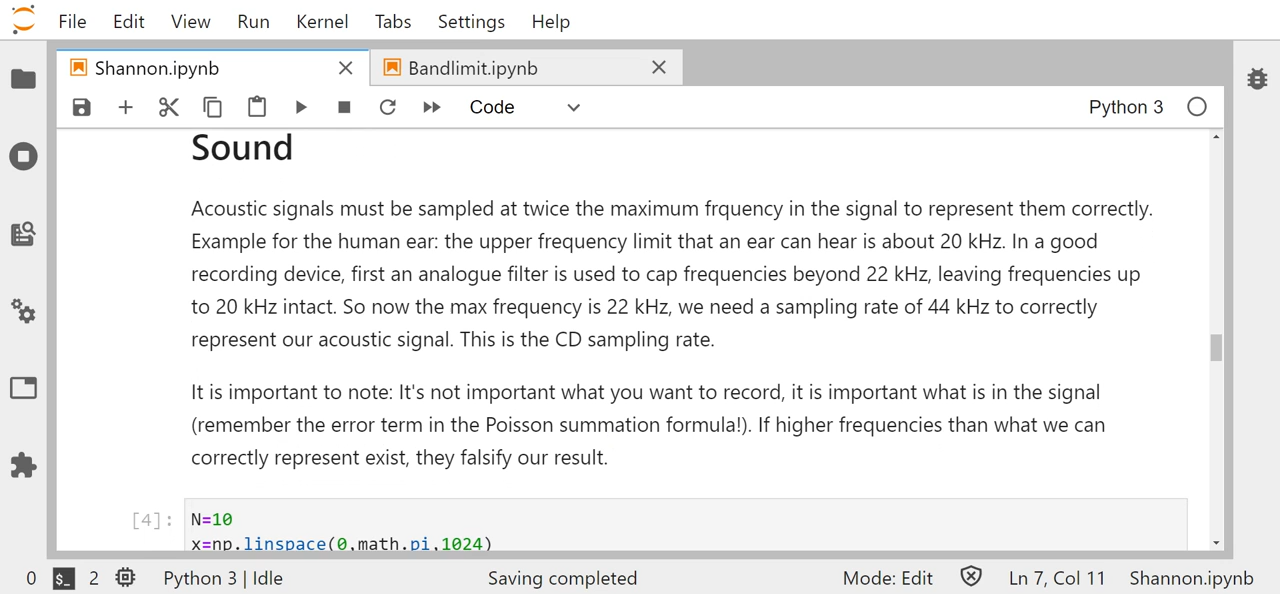 File Edit View Run Kernel Tabs Settings Help
Shannon.ipynb Bandlimit.ipynb
Code Python 3
Sound
Acoustic signals must be sampled at twice the maximum frquency in the signal to represent them correctly.
Example for the human ear: the upper frequency limit that an ear can hear is about 20 kHz. In a good
recording device, first an analogue filter is used to cap frequencies beyond 22 kHz, leaving frequencies up
to 20 kHz intact. So now the max frequency is 22 kHz, we need a sampling rate of 44 kHz to correctly
represent our acoustic signal. This is the CD sampling rate.
It is important to note: It's not important what you want to record, it is important what is in the signal
(remember the error term in the Poisson summation formula!). If higher frequencies than what we can
correctly represent exist, they falsify our result.
[4]: N=10
x=np.linspace(0,math.pi,1024)
0 $_ 2 Python 3 | Idle Saving completed Mode: Edit Ln 7, Col 11 Shannon.ipynb